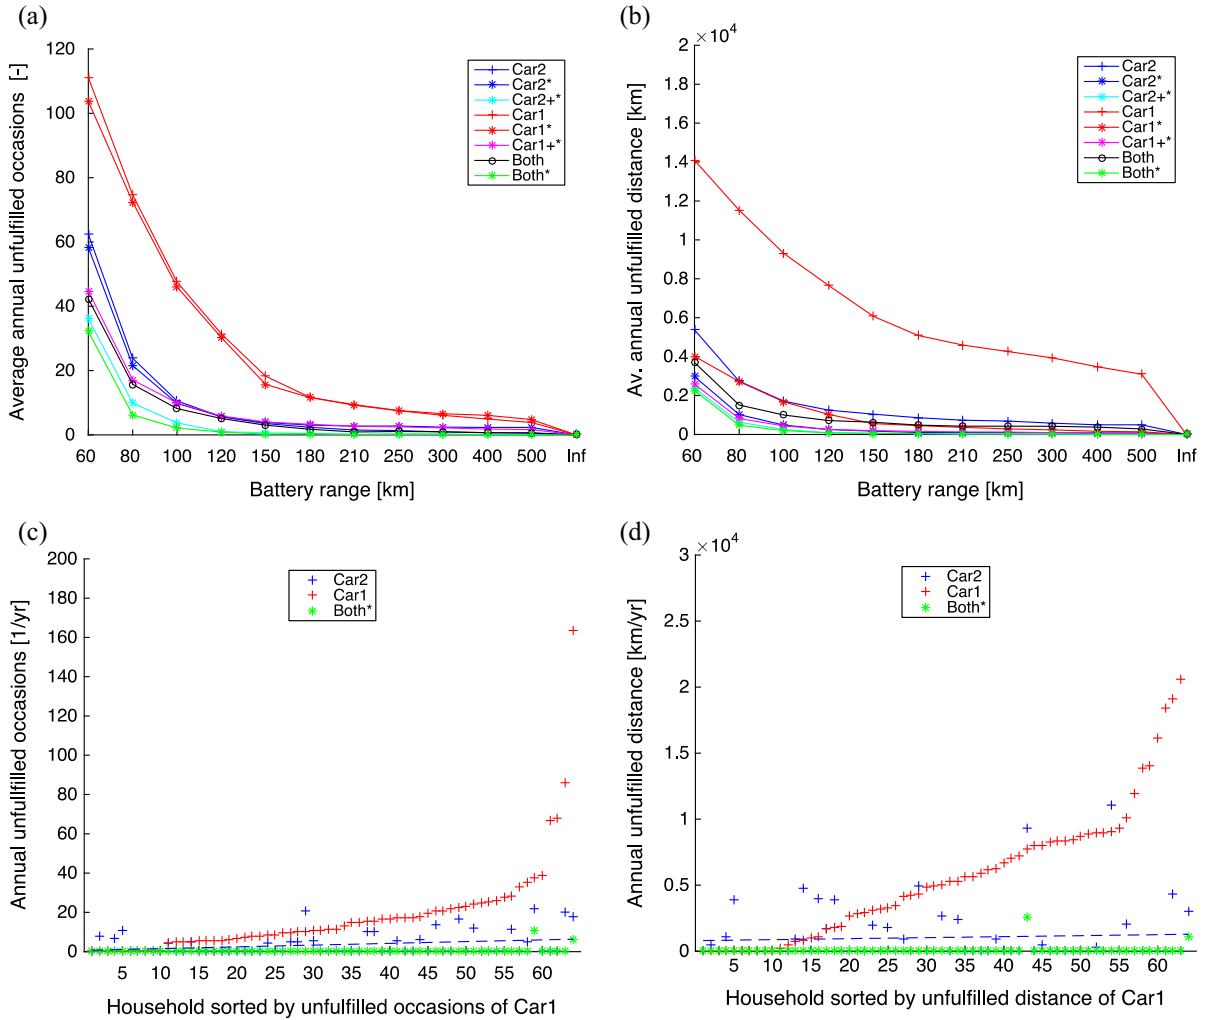 (a)
Average annual unfulfilled occasions [-]
120
100
80
60
40
20
0
Car2
Car2*
Car2+*
Car1
Car1*
Car1+*
Both
Both*
60 80 100 120 150 180 210 250 300 400 500 Inf
Battery range [km]
(b)
× 10^4
Av. annual unfulfilled distance [km]
2
1.8
1.6
1.4
1.2
1
0.8
0.6
0.4
0.2
0
Car2
Car2*
Car2+*
Car1
Car1*
Car1+*
Both
Both*
60 80 100 120 150 180 210 250 300 400 500 Inf
Battery range [km]
(c)
Annual unfullfilled occasions [1/yr]
200
180
160
140
120
100
80
60
40
20
0
Car2
Car1
Both*
5 10 15 20 25 30 35 40 45 50 55 60
Household sorted by unfulfilled occasions of Car1
(d)
× 10^4
Annual unfulfilled distance [km/yr]
3
2.5
2
1.5
1
0.5
0
Car2
Car1
Both*
5 10 15 20 25 30 35 40 45 50 55 60
Household sorted by unfulfilled distance of Car1